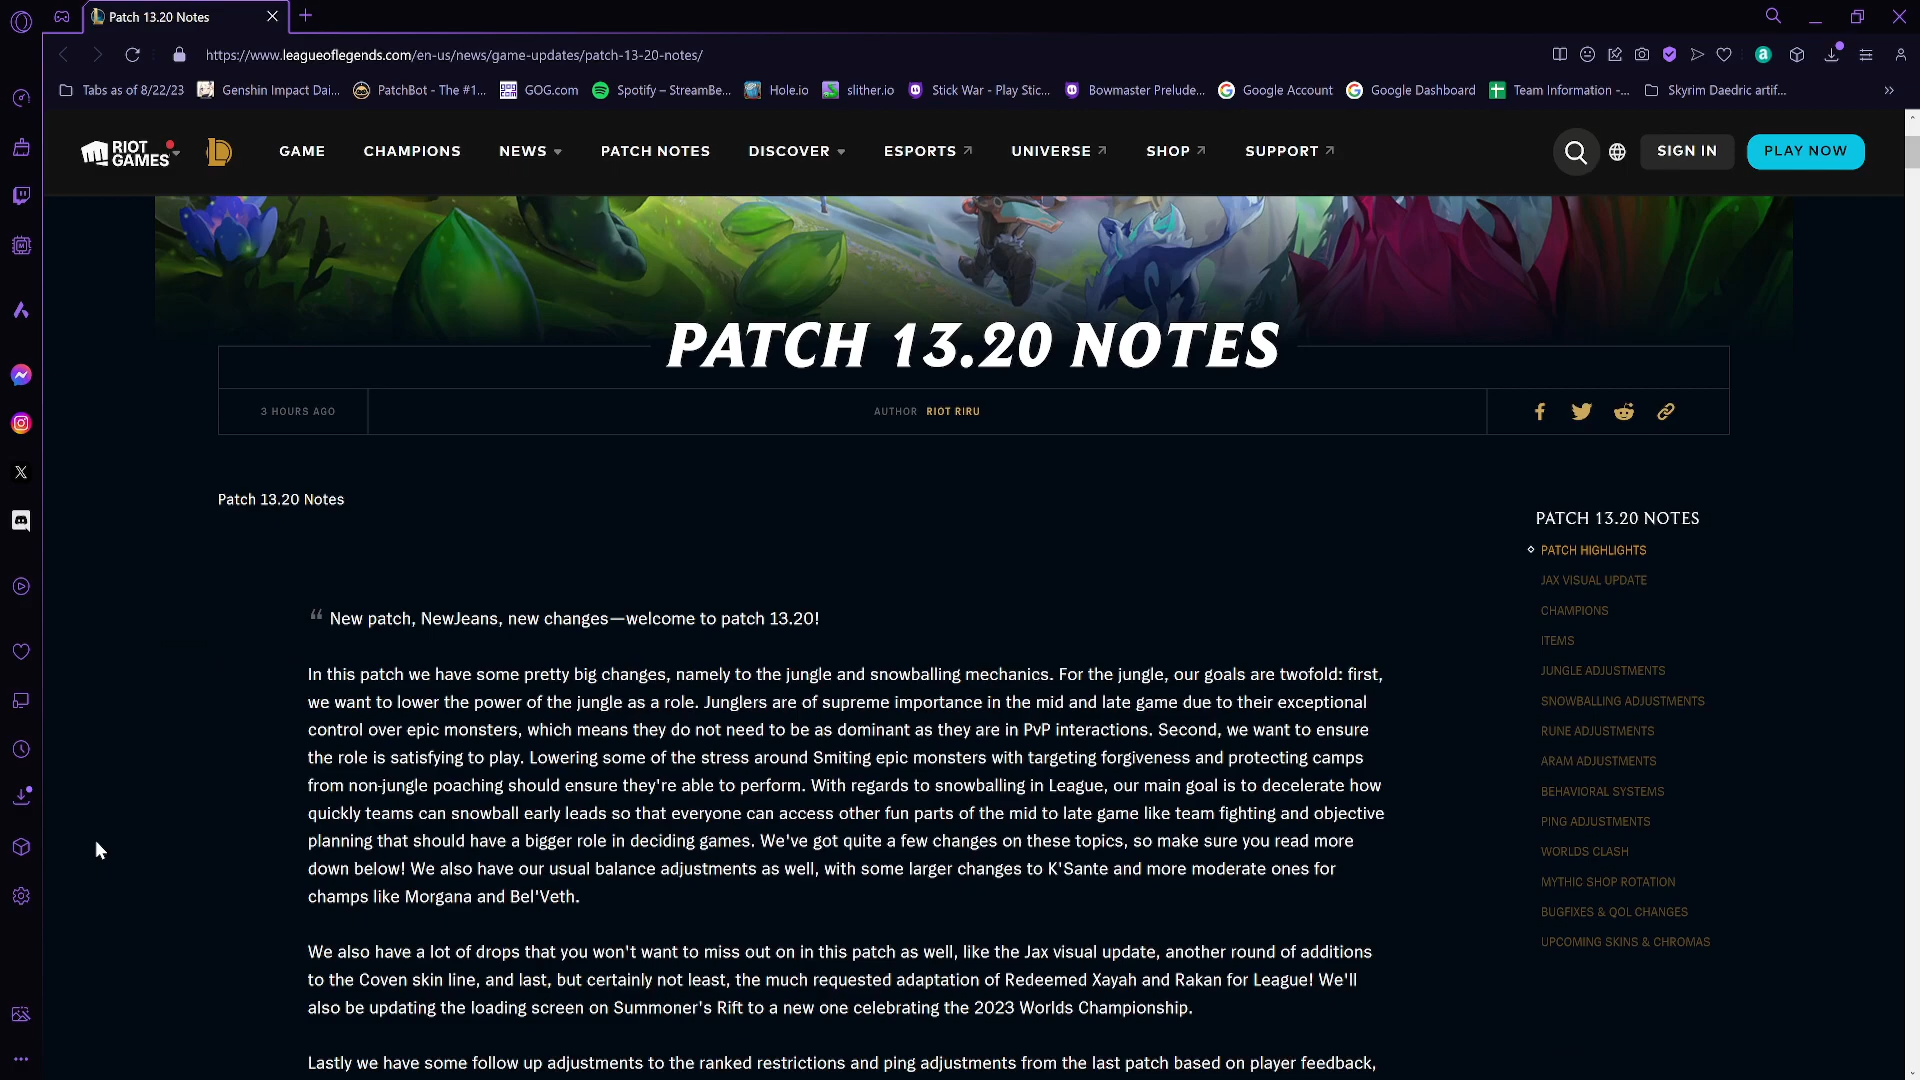 Patch 13.20 Notes
https://www.leagueoflegends.com/en-us/news/game-updates/patch-13-20-notes/
Tabs as of 8/22/23
Genshin Impact Dai...
PatchBot - The #1...
GOG.com
Spotify – StreamBe...
Hole.io
slither.io
Stick War - Play Stic...
Bowmaster Prelude...
Google Account
Google Dashboard
Team Information -...
Skyrim Daedric artif...
RIOT
GAMES
GAME
CHAMPIONS
NEWS
PATCH NOTES
DISCOVER
ESPORTS
UNIVERSE
SHOP
SUPPORT
SIGN IN
PLAY NOW
PATCH 13.20 NOTES
3 HOURS AGO
AUTHOR RIOT RIRU
Patch 13.20 Notes
“ New patch, NewJeans, new changes—welcome to patch 13.20!
In this patch we have some pretty big changes, namely to the jungle and snowballing mechanics. For the jungle, our goals are twofold: first,
we want to lower the power of the jungle as a role. Junglers are of supreme importance in the mid and late game due to their exceptional
control over epic monsters, which means they do not need to be as dominant as they are in PvP interactions. Second, we want to ensure
the role is satisfying to play. Lowering some of the stress around Smiting epic monsters with targeting forgiveness and protecting camps
from non-jungle poaching should ensure they're able to perform. With regards to snowballing in League, our main goal is to decelerate how
quickly teams can snowball early leads so that everyone can access other fun parts of the mid to late game like team fighting and objective
planning that should have a bigger role in deciding games. We've got quite a few changes on these topics, so make sure you read more
down below! We also have our usual balance adjustments as well, with some larger changes to K'Sante and more moderate ones for
champs like Morgana and Bel'Veth.
We also have a lot of drops that you won't want to miss out on in this patch as well, like the Jax visual update, another round of additions
to the Coven skin line, and last, but certainly not least, the much requested adaptation of Redeemed Xayah and Rakan for League! We'll
also be updating the loading screen on Summoner's Rift to a new one celebrating the 2023 Worlds Championship.
Lastly we have some follow up adjustments to the ranked restrictions and ping adjustments from the last patch based on player feedback,
PATCH 13.20 NOTES
PATCH HIGHLIGHTS
JAX VISUAL UPDATE
CHAMPIONS
ITEMS
JUNGLE ADJUSTMENTS
SNOWBALLING ADJUSTMENTS
RUNE ADJUSTMENTS
ARAM ADJUSTMENTS
BEHAVIORAL SYSTEMS
PING ADJUSTMENTS
WORLDS CLASH
MYTHIC SHOP ROTATION
BUGFIXES & QOL CHANGES
UPCOMING SKINS & CHROMAS